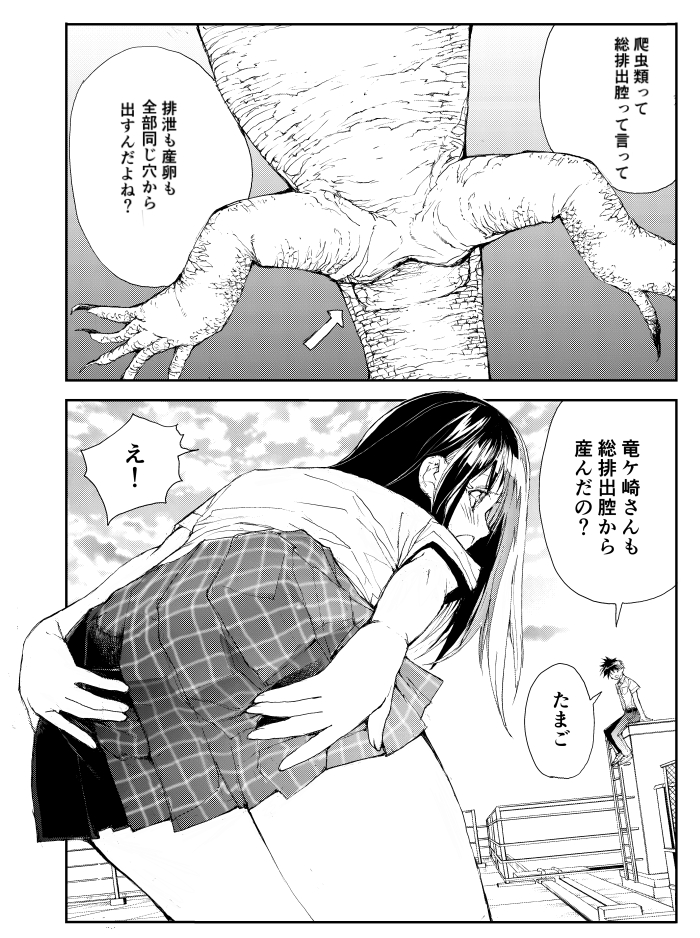 爬虫類って
総排出腔って言って
排泄も産卵も
全部同じ穴から
出すんだよね？
竜ケ崎さんも
総排出腔から
産んだの？
たまご
え！